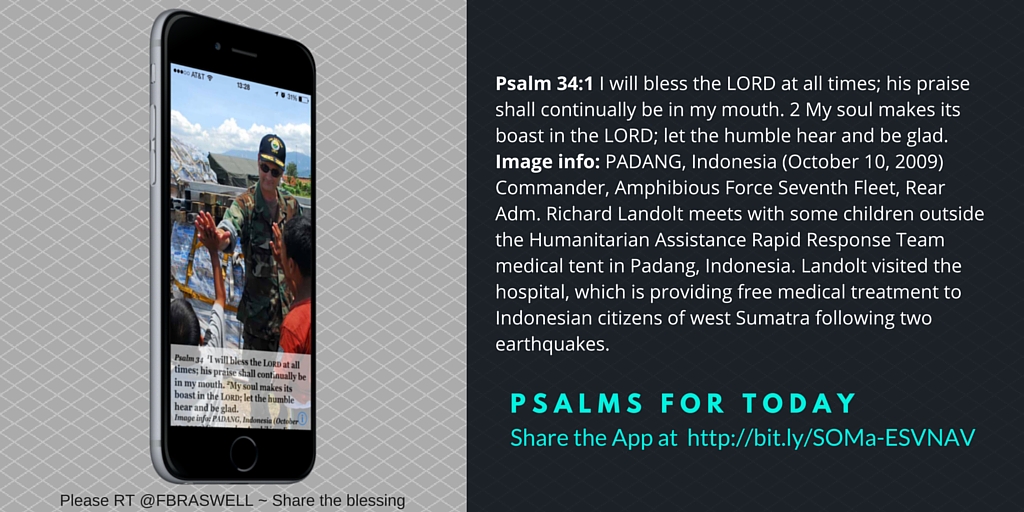 AT&T
13:28
31%
Psalm 34 ¹I will bless the LORD at all
times; his praise shall continually be
in my mouth. ²My soul makes its
boast in the LORD; let the humble
hear and be glad.
Image info: PADANG, Indonesia (October
Please RT @FBRASWELL ~ Share the blessing
Psalm 34:1 I will bless the LORD at all times; his praise
shall continually be in my mouth. 2 My soul makes its
boast in the LORD; let the humble hear and be glad.
Image info: PADANG, Indonesia (October 10, 2009)
Commander, Amphibious Force Seventh Fleet, Rear
Adm. Richard Landolt meets with some children outside
the Humanitarian Assistance Rapid Response Team
medical tent in Padang, Indonesia. Landolt visited the
hospital, which is providing free medical treatment to
Indonesian citizens of west Sumatra following two
earthquakes.
PSALMS FOR TODAY
Share the App at http://bit.ly/SOMa-ESVNAV